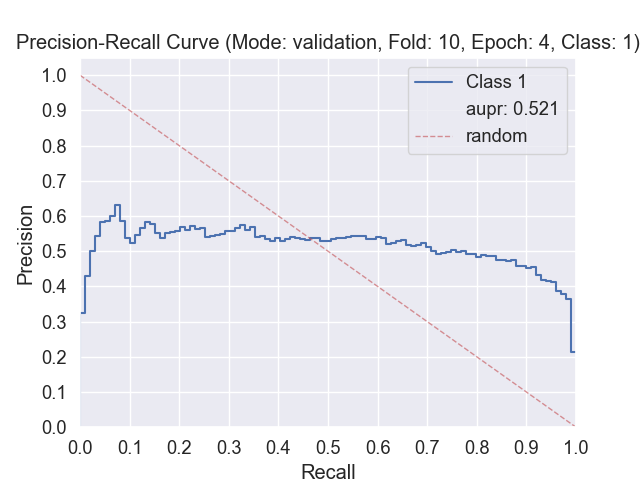 Precision-Recall Curve (Mode: validation, Fold: 10, Epoch: 4, Class: 1)
Class 1
aupr: 0.521
random
Precision
1.0
0.9
0.8
0.7
0.6
0.5
0.4
0.3
0.2
0.1
0.0
0.0 0.1 0.2 0.3 0.4 0.5 0.6 0.7 0.8 0.9 1.0
Recall